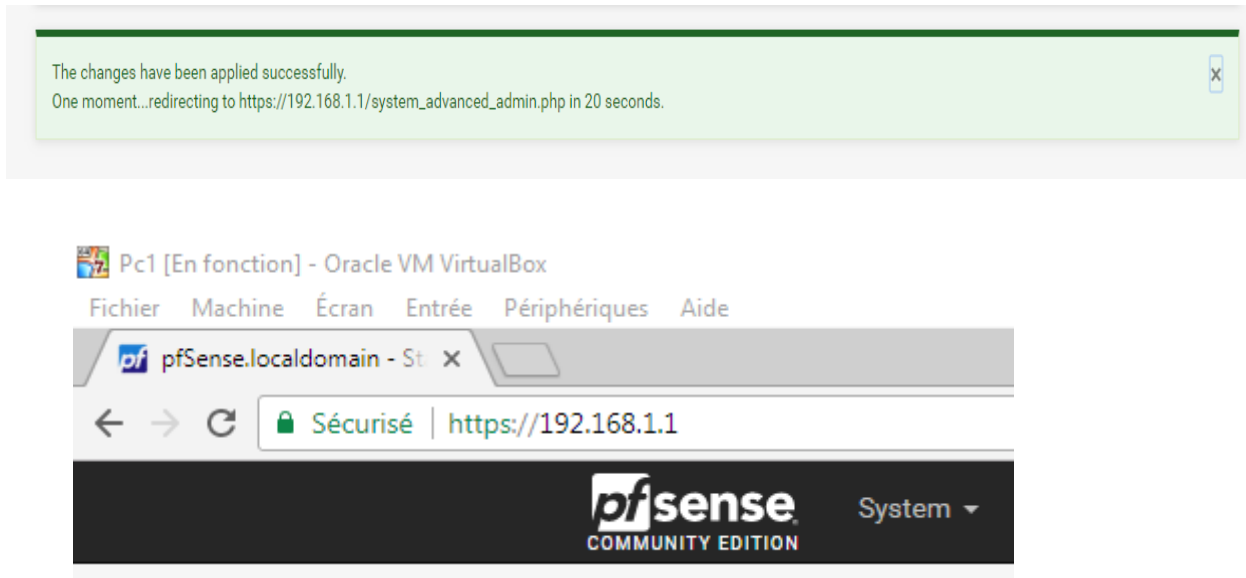 The changes have been applied successfully.
x
One moment...redirecting to https://192.168.1.1/system_advanced_admin.php in 20 seconds.
Pc1 [En fonction] - Oracle VM VirtualBox
Fichier Machine Écran Entrée Périphériques Aide
pfSense.localdomain - St
Sécurisé | https://192.168.1.1
pfsense
System
COMMUNITY EDITION